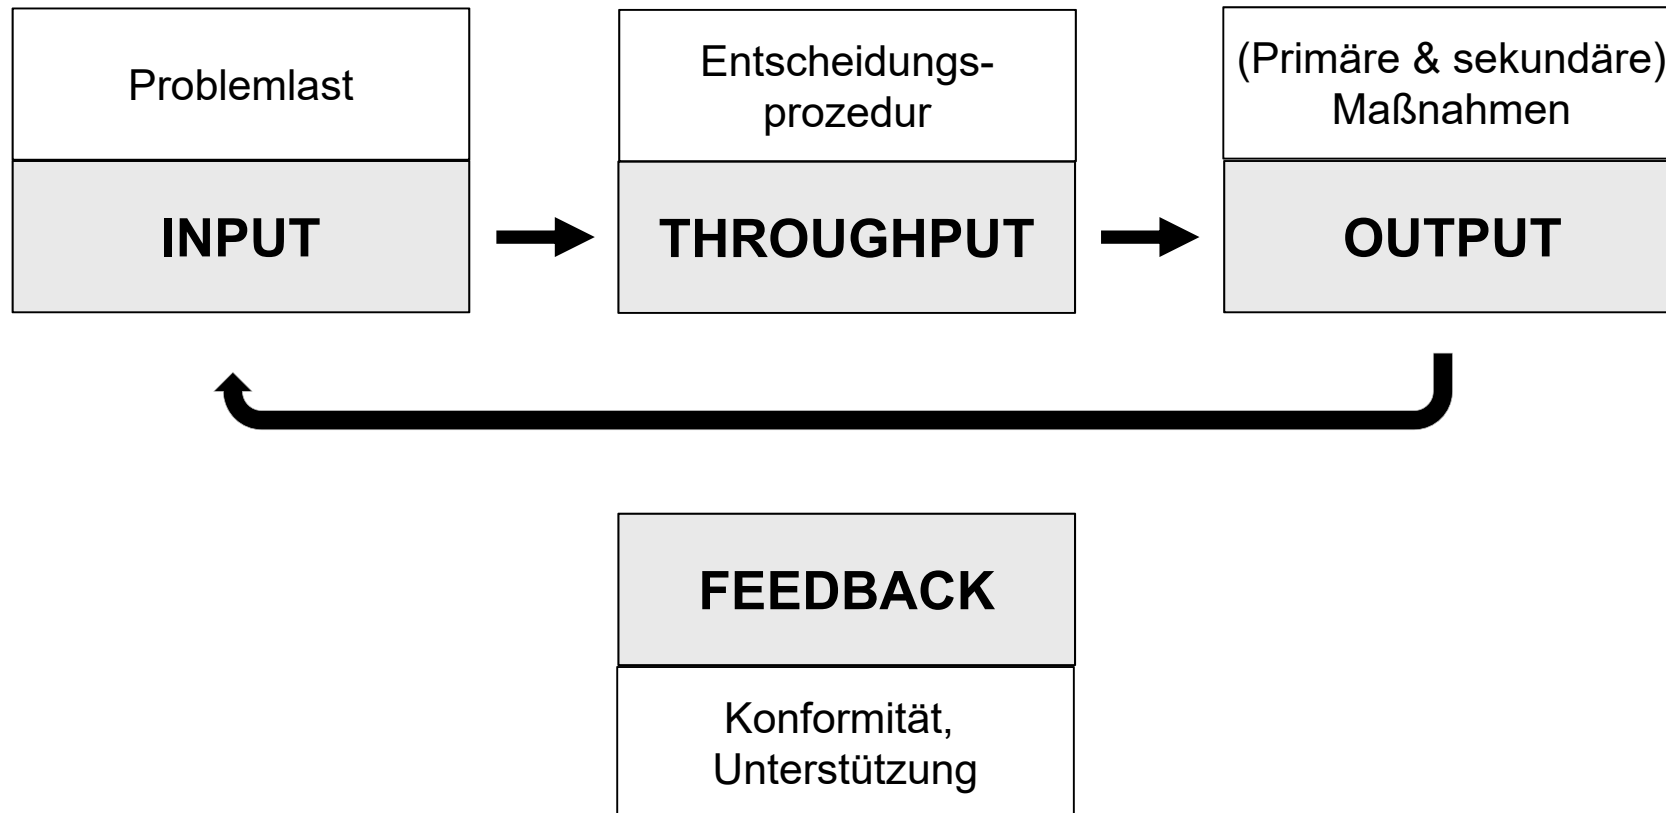 Problemlast
INPUT
Entscheidungs-
prozedur
THROUGHPUT
(Primäre & sekundäre)
Maßnahmen
OUTPUT
FEEDBACK
Konformität,
Unterstützung